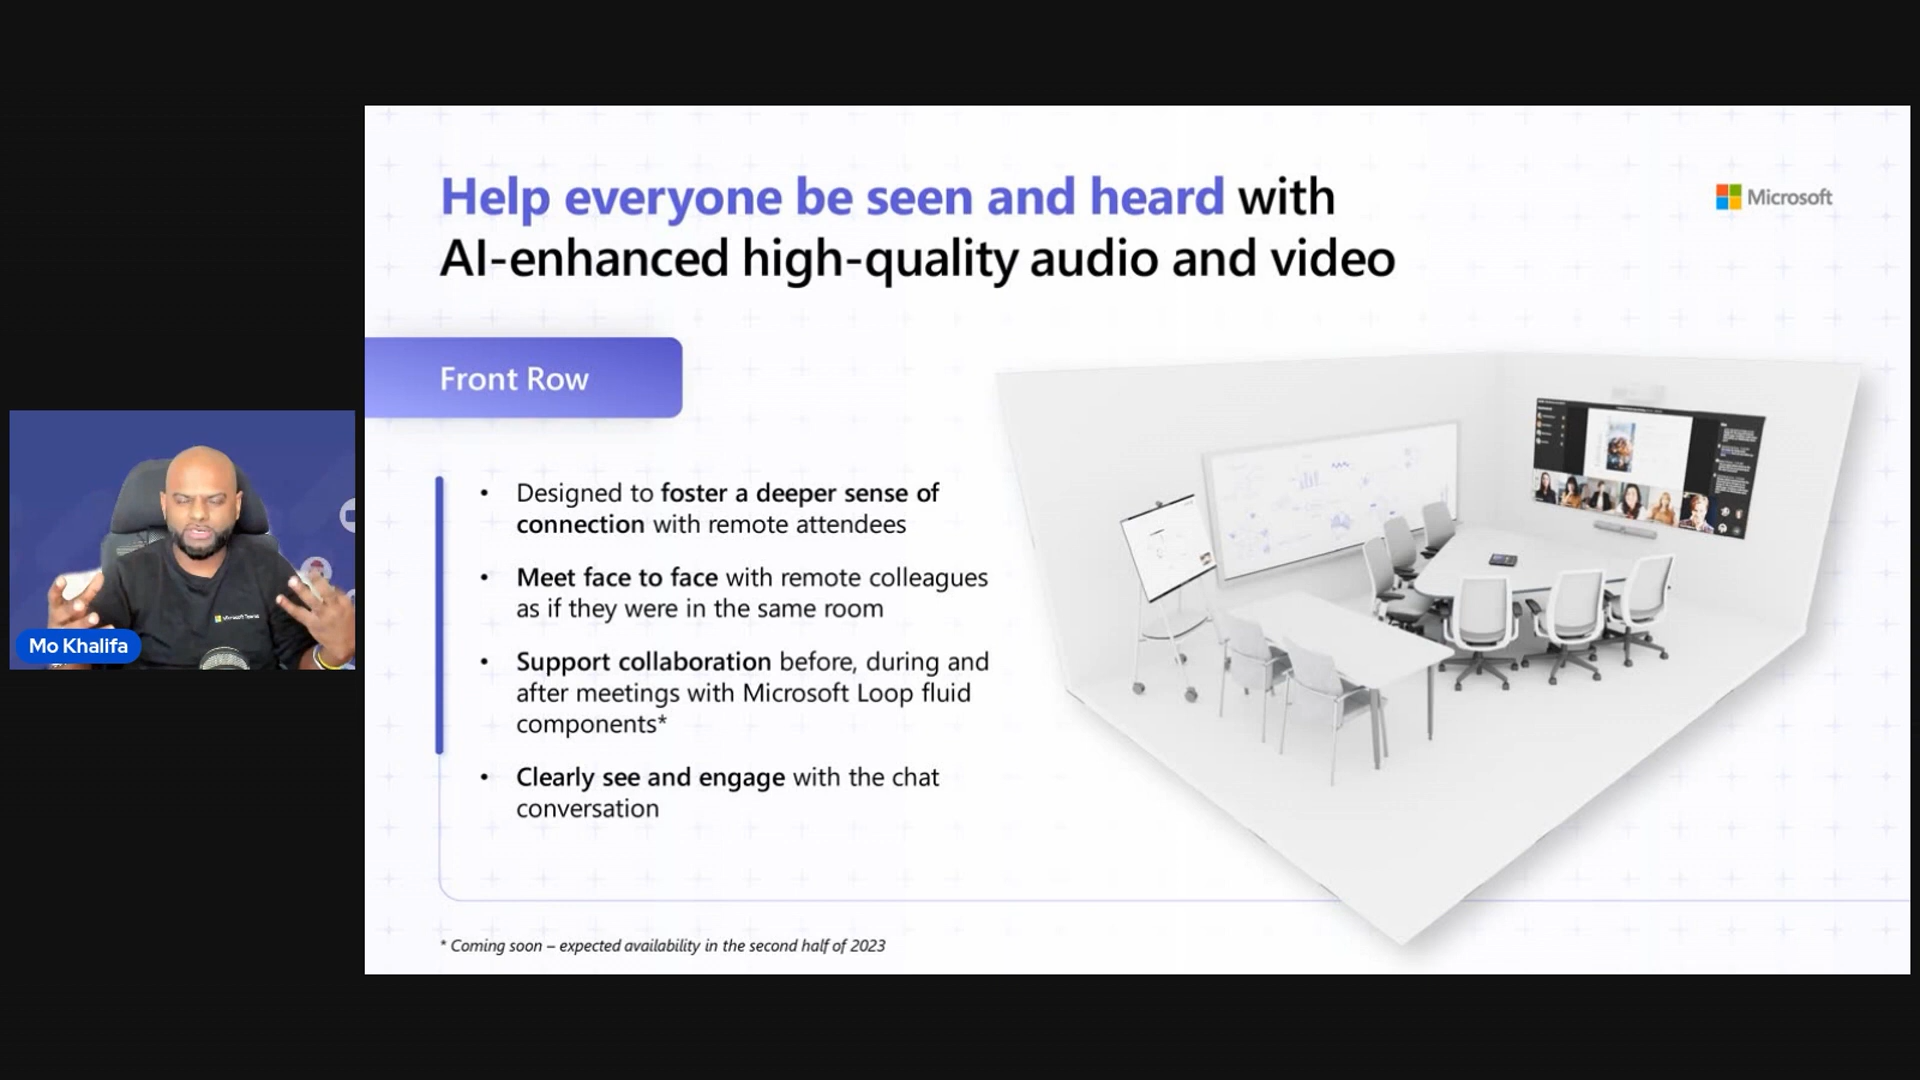 Help everyone be seen and heard with
AI-enhanced high-quality audio and video
Microsoft
Front Row
• Designed to foster a deeper sense of
connection with remote attendees
• Meet face to face with remote colleagues
as if they were in the same room
• Support collaboration before, during and
after meetings with Microsoft Loop fluid
components*
• Clearly see and engage with the chat
conversation
* Coming soon – expected availability in the second half of 2023
Microsoft Teams
Mo Khalifa